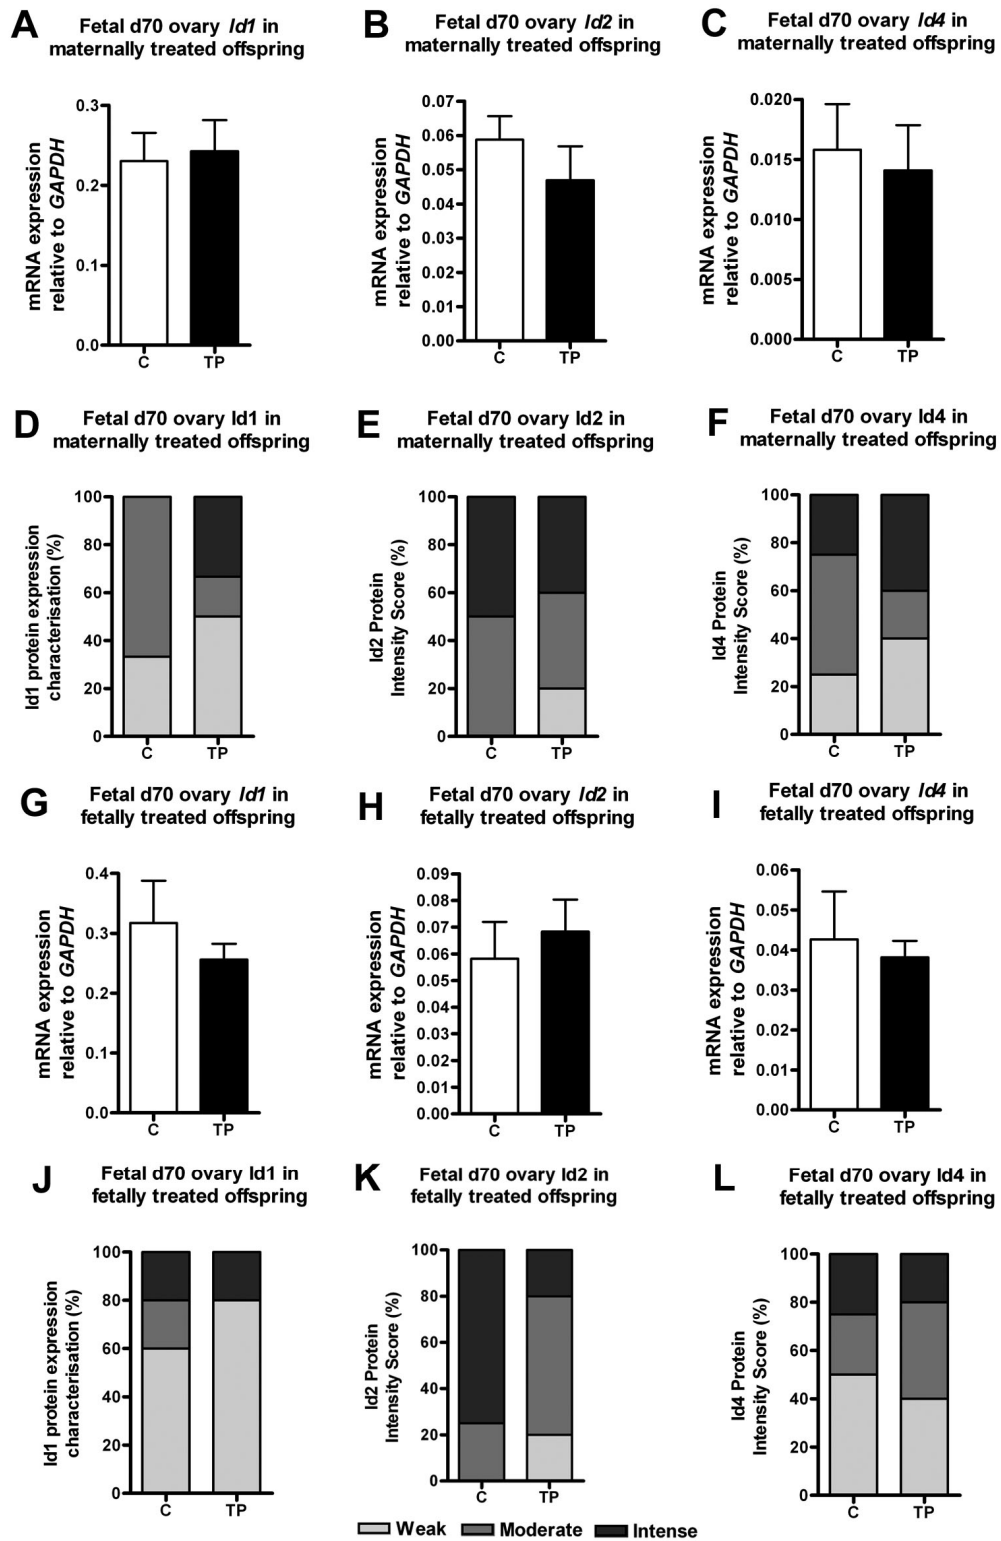 A
Fetal d70 ovary Id1 in
maternally treated offspring
mRNA expression
relative to GAPDH
0.3
0.2
0.1
0.0
C TP
B
Fetal d70 ovary Id2 in
maternally treated offspring
mRNA expression
relative to GAPDH
0.07
0.06
0.05
0.04
0.03
0.02
0.01
0.00
C TP
C
Fetal d70 ovary Id4 in
maternally treated offspring
mRNA expression
relative to GAPDH
0.020
0.015
0.010
0.005
0.000
C TP
D
Fetal d70 ovary Id1 in
maternally treated offspring
Id1 protein expression
characterisation (%)
100
80
60
40
20
0
C TP
E
Fetal d70 ovary Id2 in
maternally treated offspring
Id2 Protein
Intensity Score (%)
100
80
60
40
20
0
C TP
F
Fetal d70 ovary Id4 in
maternally treated offspring
Id4 Protein
Intensity Score (%)
100
80
60
40
20
0
C TP
G
Fetal d70 ovary Id1 in
fetally treated offspring
mRNA expression
relative to GAPDH
0.4
0.3
0.2
0.1
0.0
C TP
H
Fetal d70 ovary Id2 in
fetally treated offspring
mRNA expression
relative to GAPDH
0.09
0.08
0.07
0.06
0.05
0.04
0.03
0.02
0.01
0.00
C TP
I
Fetal d70 ovary Id4 in
fetally treated offspring
mRNA expression
relative to GAPDH
0.06
0.05
0.04
0.03
0.02
0.01
0.00
C TP
J
Fetal d70 ovary Id1 in
fetally treated offspring
Id1 protein expression
characterisation (%)
100
80
60
40
20
0
C TP
K
Fetal d70 ovary Id2 in
fetally treated offspring
Id2 Protein
Intensity Score (%)
100
80
60
40
20
0
C TP
L
Fetal d70 ovary Id4 in
fetally treated offspring
Id4 Protein
Intensity Score (%)
100
80
60
40
20
0
C TP
Weak Moderate Intense